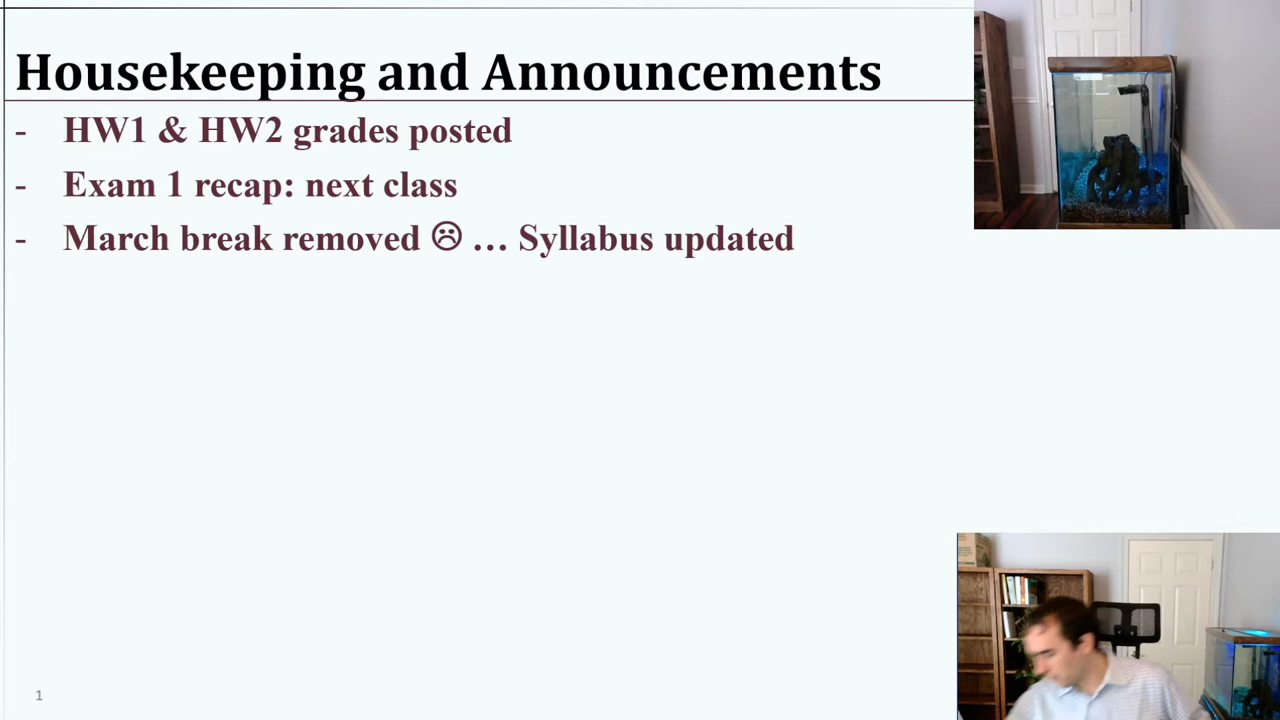 Housekeeping and Announcements
- HW1 & HW2 grades posted
- Exam 1 recap: next class
- March break removed ☹ … Syllabus updated
1